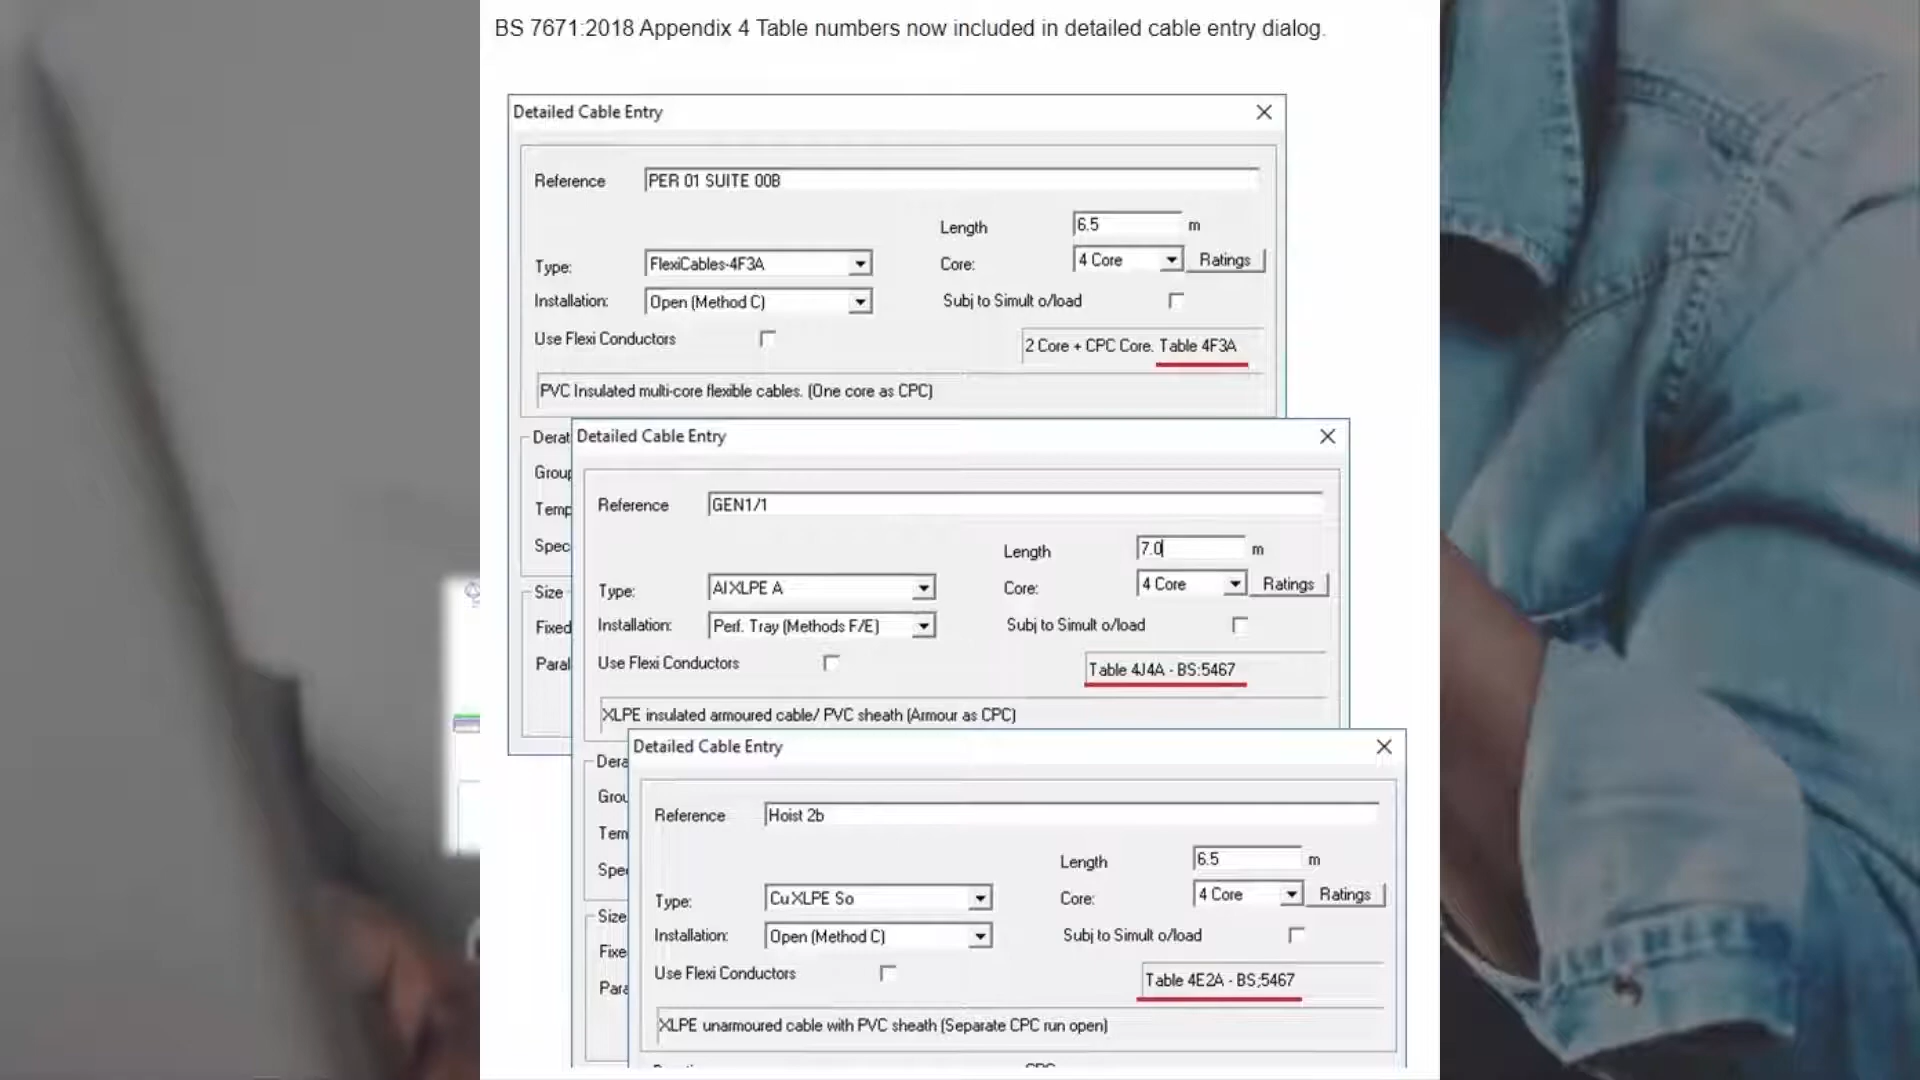 BS 7671:2018 Appendix 4 Table numbers now included in detailed cable entry dialog.
Detailed Cable Entry
Reference PER 01 SUITE 00B
Length 6.5 m
Type: FlexiCables-4F3A Core: 4 Core Ratings
Installation: Open (Method C) Subj to Simult o/load
Use Flexi Conductors 2 Core + CPC Core. Table 4F3A
PVC Insulated multi-core flexible cables. (One core as CPC)
Derat
Group
Temp
Spec
Size
Fixed
Paral
Detailed Cable Entry
Reference GEN1/1
Length 7.0 m
Type: Al XLPE A Core: 4 Core Ratings
Installation: Perf. Tray (Methods F/E) Subj to Simult o/load
Use Flexi Conductors Table 4J4A - BS:5467
XLPE insulated armoured cable/ PVC sheath (Armour as CPC)
Dera
Grou
Tem
Spe
Size
Fixe
Para
Detailed Cable Entry
Reference Hoist 2b
Length 6.5 m
Type: Cu XLPE So Core: 4 Core Ratings
Installation: Open (Method C) Subj to Simult o/load
Use Flexi Conductors Table 4E2A - BS;5467
XLPE unarmoured cable with PVC sheath (Separate CPC run open)